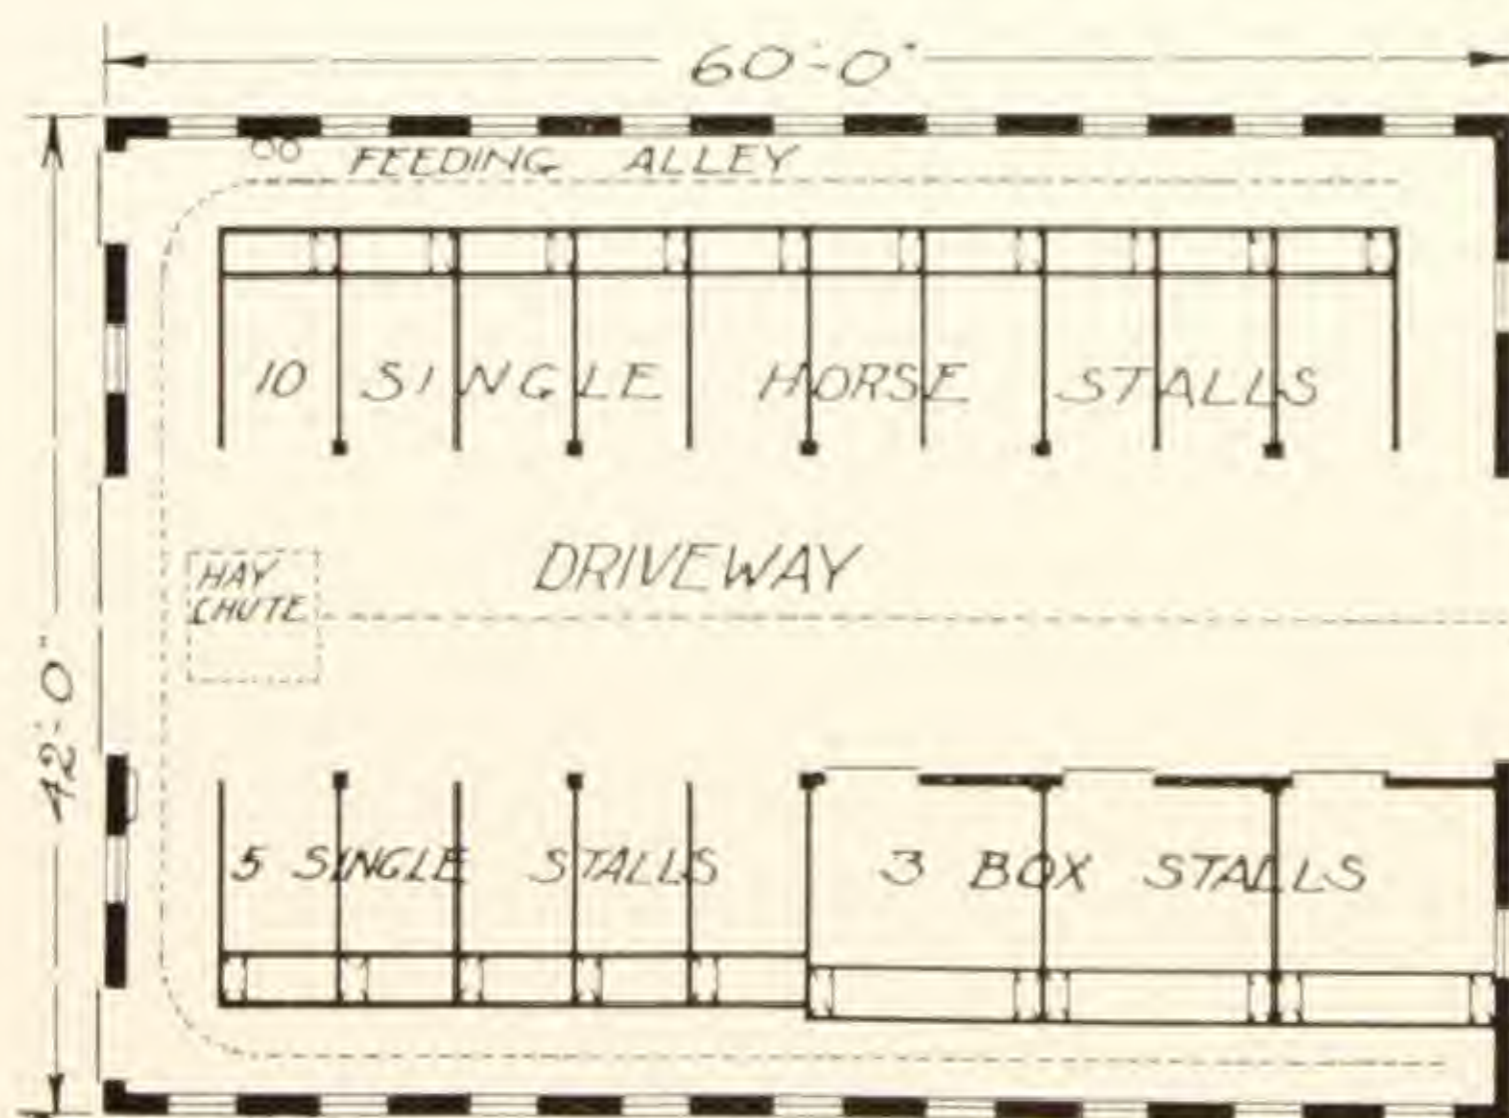 60'-0"
FEEDING ALLEY
10 SINGLE HORSE STALLS
DRIVEWAY
HAY
CHUTE
42'-0"
5 SINGLE STALLS
3 BOX STALLS